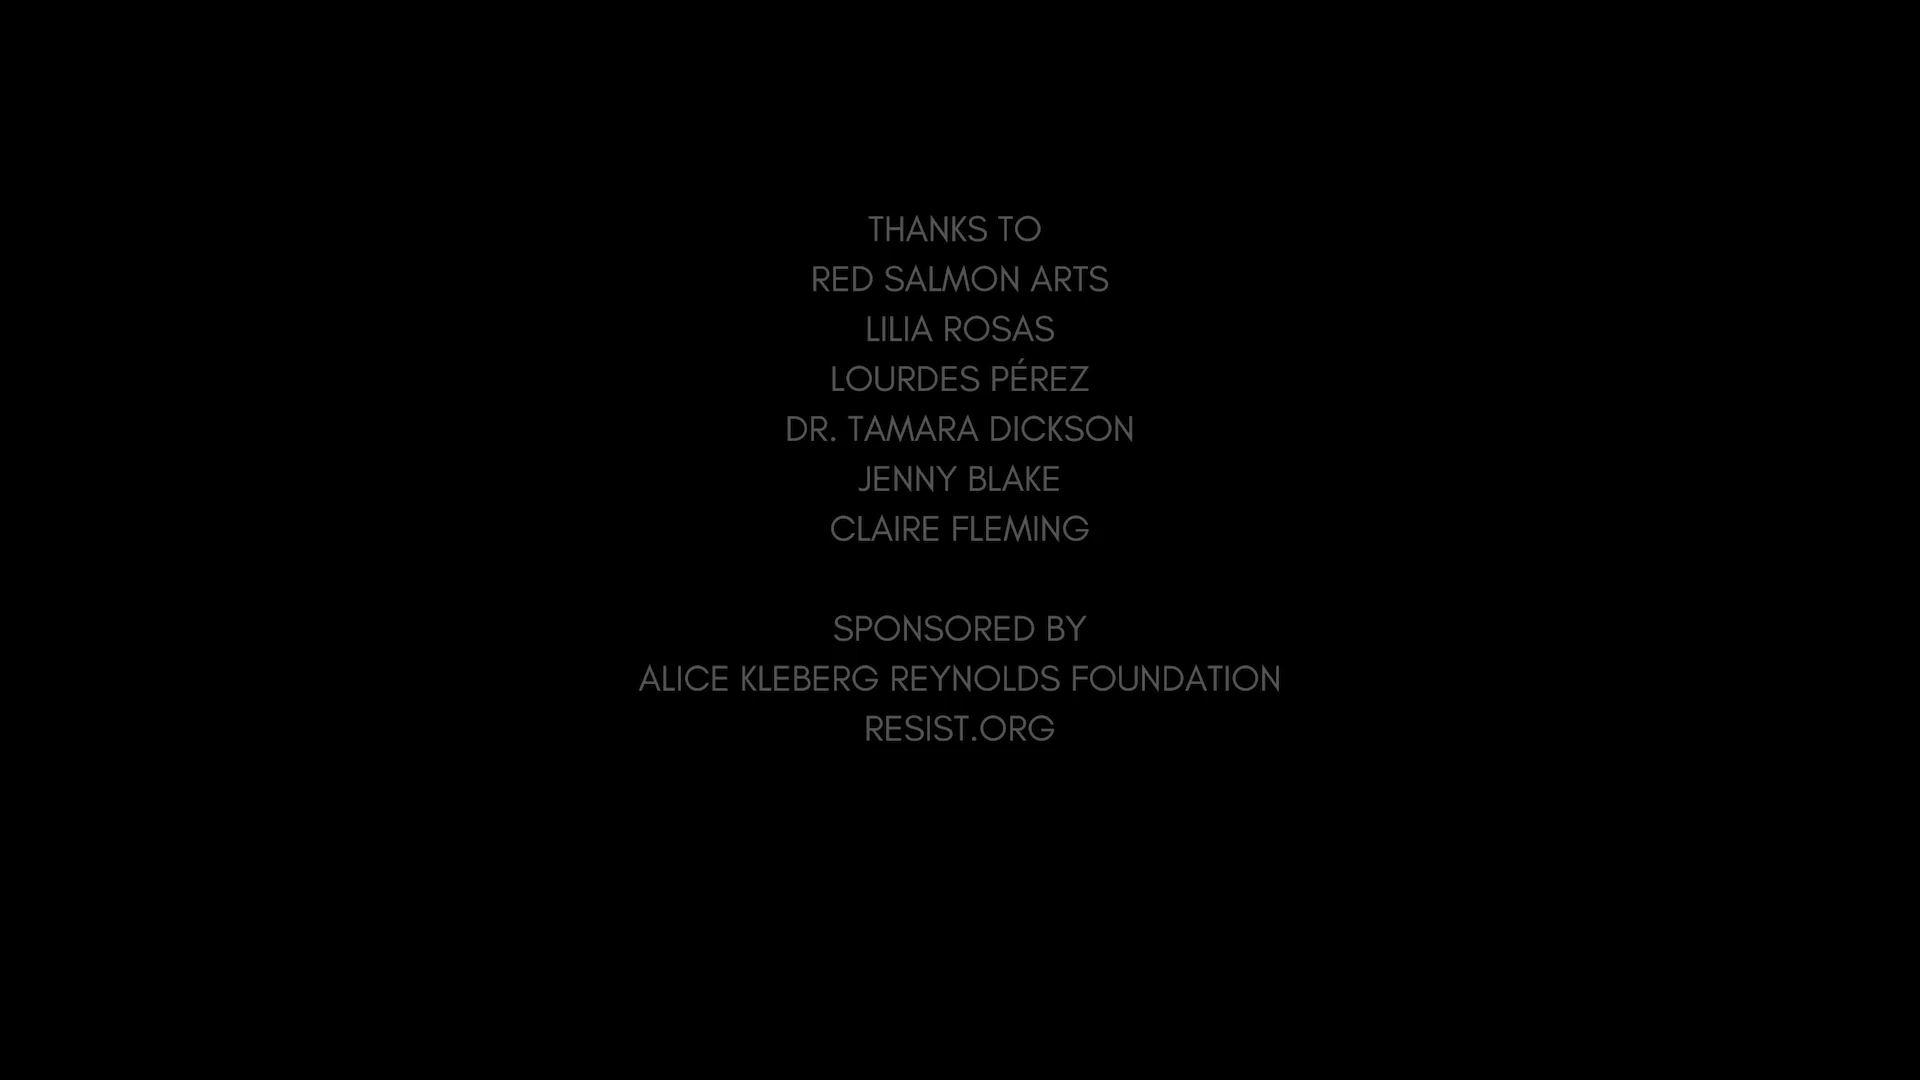 THANKS TO
RED SALMON ARTS
LILIA ROSAS
LOURDES PÉREZ
DR. TAMARA DICKSON
JENNY BLAKE
CLAIRE FLEMING
SPONSORED BY
ALICE KLEBERG REYNOLDS FOUNDATION
RESIST.ORG